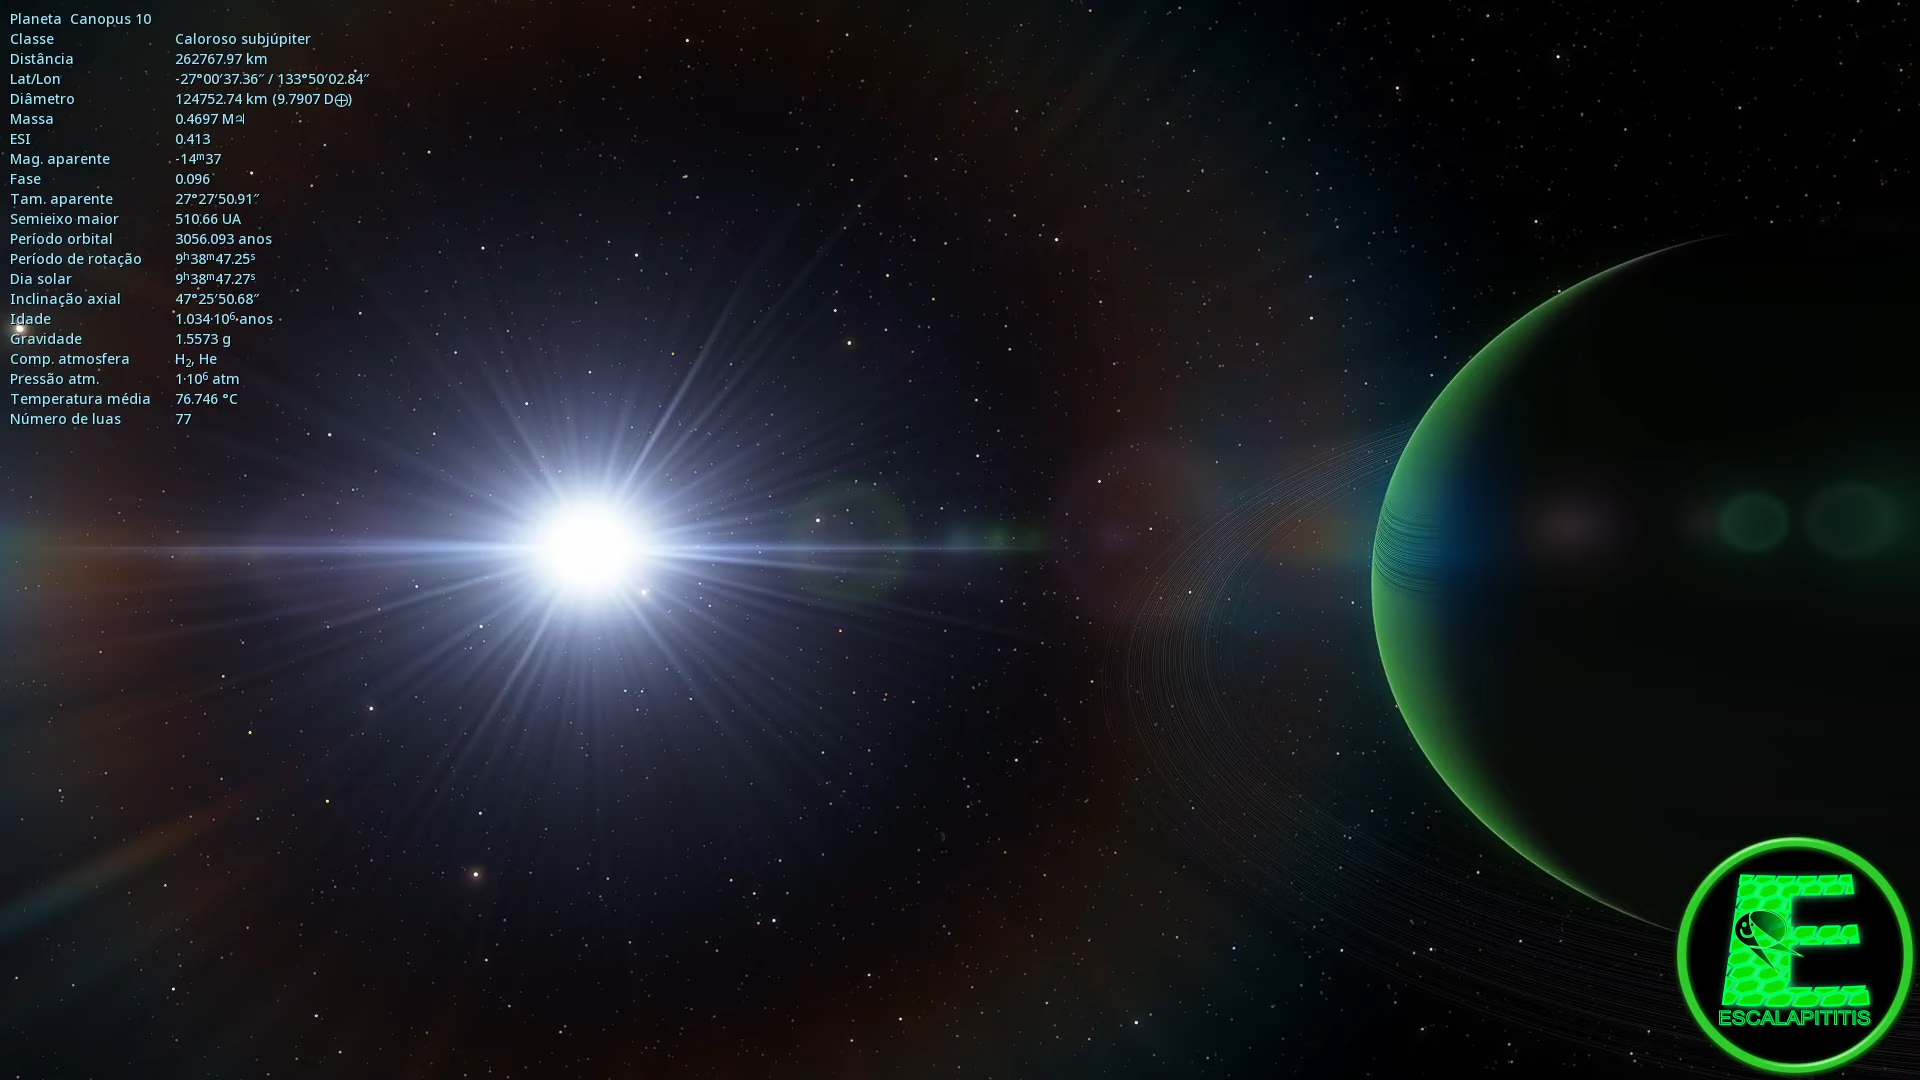 Planeta Canopus 10
Classe Caloroso subjúpiter
Distância 262767.97 km
Lat/Lon -27°00′37.36″ / 133°50′02.84″
Diâmetro 124752.74 km (9.7907 D⊕)
Massa 0.4697 M♃
ESI 0.413
Mag. aparente -14ᵐ37
Fase 0.096
Tam. aparente 27°27′50.91″
Semieixo maior 510.66 UA
Período orbital 3056.093 anos
Período de rotação 9ʰ38ᵐ47.25ˢ
Dia solar 9ʰ38ᵐ47.27ˢ
Inclinação axial 47°25′50.68″
Idade 1.034·10⁶ anos
Gravidade 1.5573 g
Comp. atmosfera H₂, He
Pressão atm. 1·10⁶ atm
Temperatura média 76.746 °C
Número de luas 77
E
ESCALAPITITIS